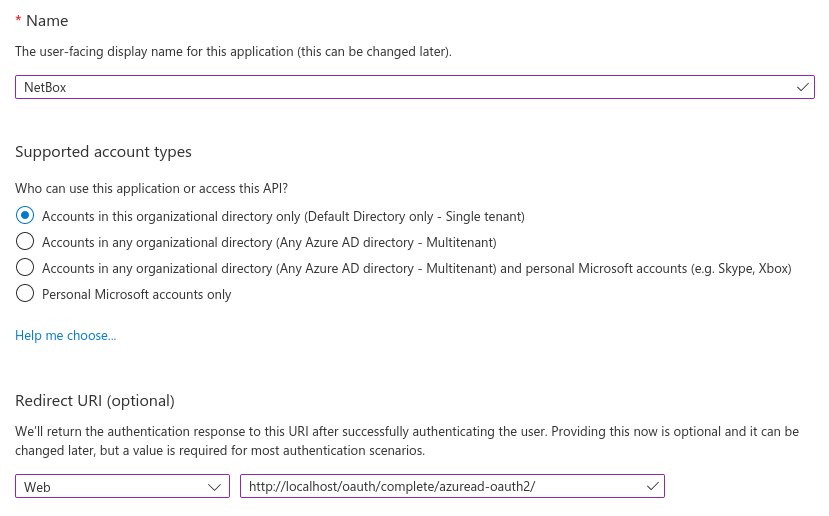 * Name
The user-facing display name for this application (this can be changed later).
NetBox
Supported account types
Who can use this application or access this API?
Accounts in this organizational directory only (Default Directory only - Single tenant)
Accounts in any organizational directory (Any Azure AD directory - Multitenant)
Accounts in any organizational directory (Any Azure AD directory - Multitenant) and personal Microsoft accounts (e.g. Skype, Xbox)
Personal Microsoft accounts only
Help me choose...
Redirect URI (optional)
We'll return the authentication response to this URI after successfully authenticating the user. Providing this now is optional and it can be
changed later, but a value is required for most authentication scenarios.
Web http://localhost/oauth/complete/azuread-oauth2/